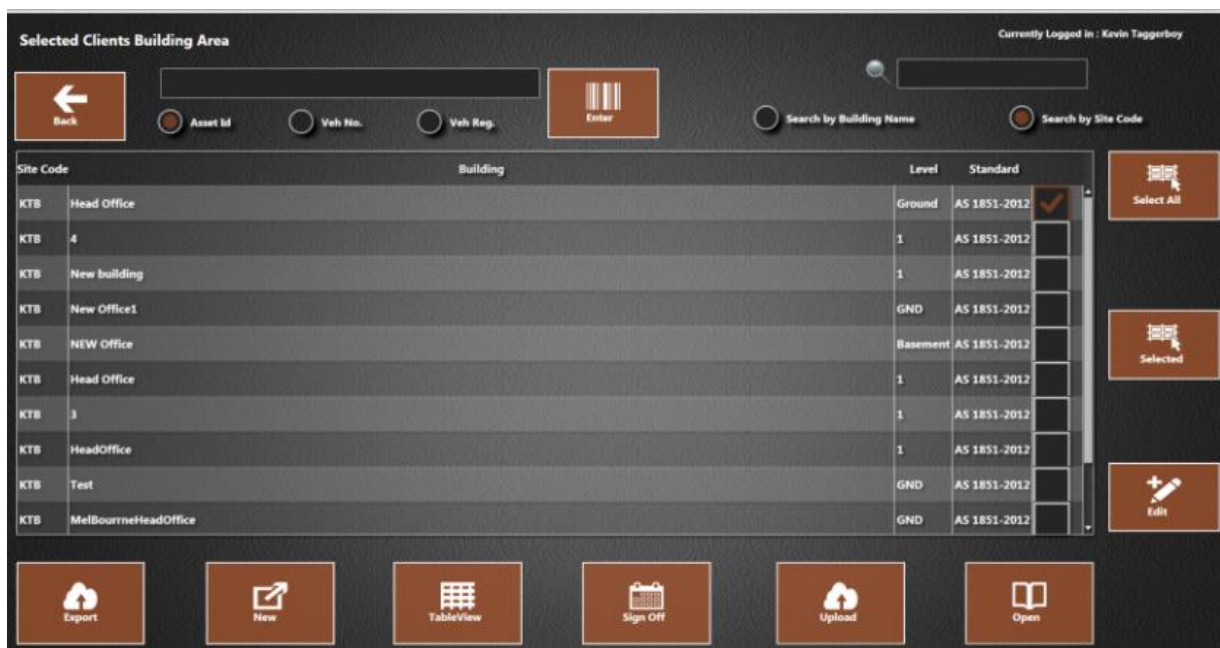 Selected Clients Building Area
Currently Logged in : Kevin Taggerboy
Back
Asset Id
Veh No.
Veh Reg.
Enter
Search by Building Name
Search by Site Code
Site Code Building Level Standard
KTB Head Office Ground AS 1851-2012
KTB 4 1 AS 1851-2012
KTB New building 1 AS 1851-2012
KTB New Office1 GND AS 1851-2012
KTB NEW Office Basement AS 1851-2012
KTB Head Office 1 AS 1851-2012
KTB 3 1 AS 1851-2012
KTB HeadOffice 1 AS 1851-2012
KTB Test GND AS 1851-2012
KTB MelBourrneHeadOffice GND AS 1851-2012
Select All
Selected
Edit
Export
New
TableView
Sign Off
Upload
Open